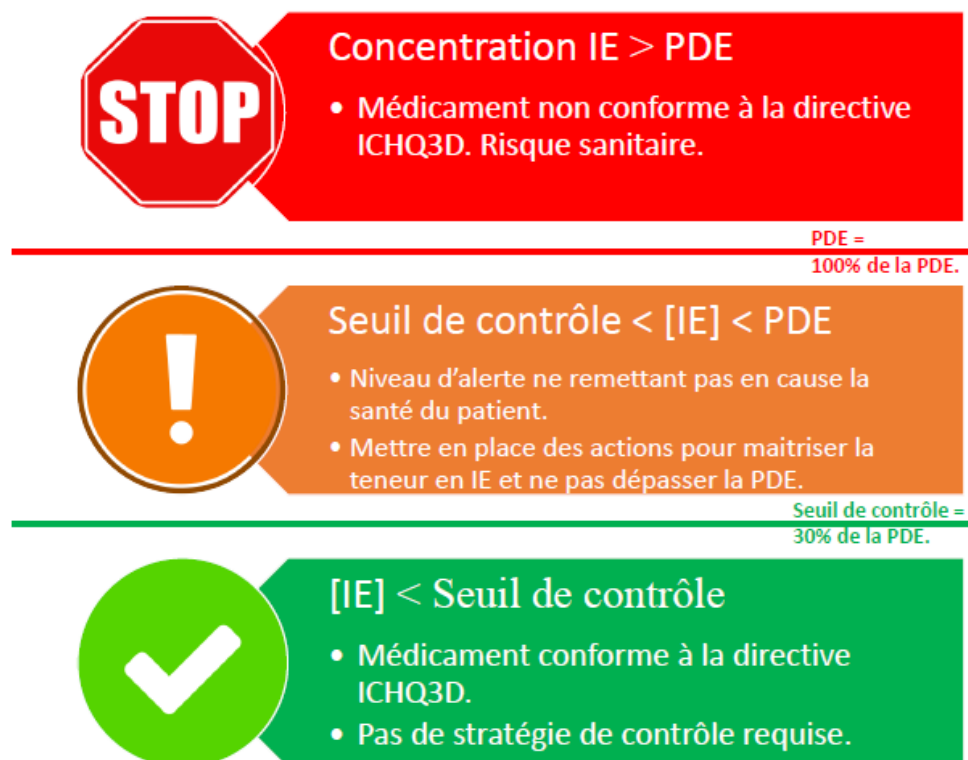 STOP
Concentration IE > PDE
• Médicament non conforme à la directive
ICHQ3D. Risque sanitaire.
PDE =
100% de la PDE.
!
Seuil de contrôle < [IE] < PDE
• Niveau d’alerte ne remettant pas en cause la
santé du patient.
• Mettre en place des actions pour maitriser la
teneur en IE et ne pas dépasser la PDE.
Seuil de contrôle =
30% de la PDE.
[IE] < Seuil de contrôle
• Médicament conforme à la directive
ICHQ3D.
• Pas de stratégie de contrôle requise.